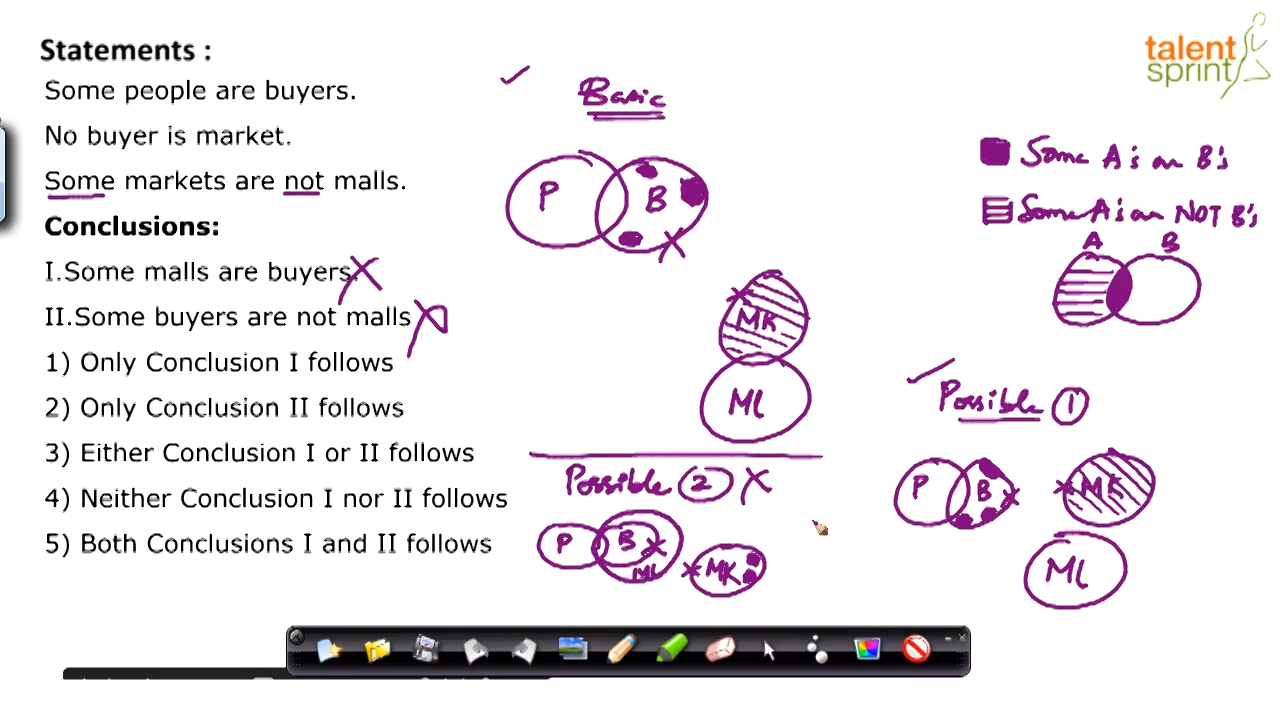 Statements :
Some people are buyers.
No buyer is market.
Some markets are not malls.
Conclusions:
I.Some malls are buyers.
II.Some buyers are not malls
1) Only Conclusion I follows
2) Only Conclusion II follows
3) Either Conclusion I or II follows
4) Neither Conclusion I nor II follows
5) Both Conclusions I and II follows
Basic
P B
MK
ML
Possible 2
P B
ML
MK
talent
sprint
Some A's are B's
Some A's are NOT B's
A B
Possible 1
P B MK
ML